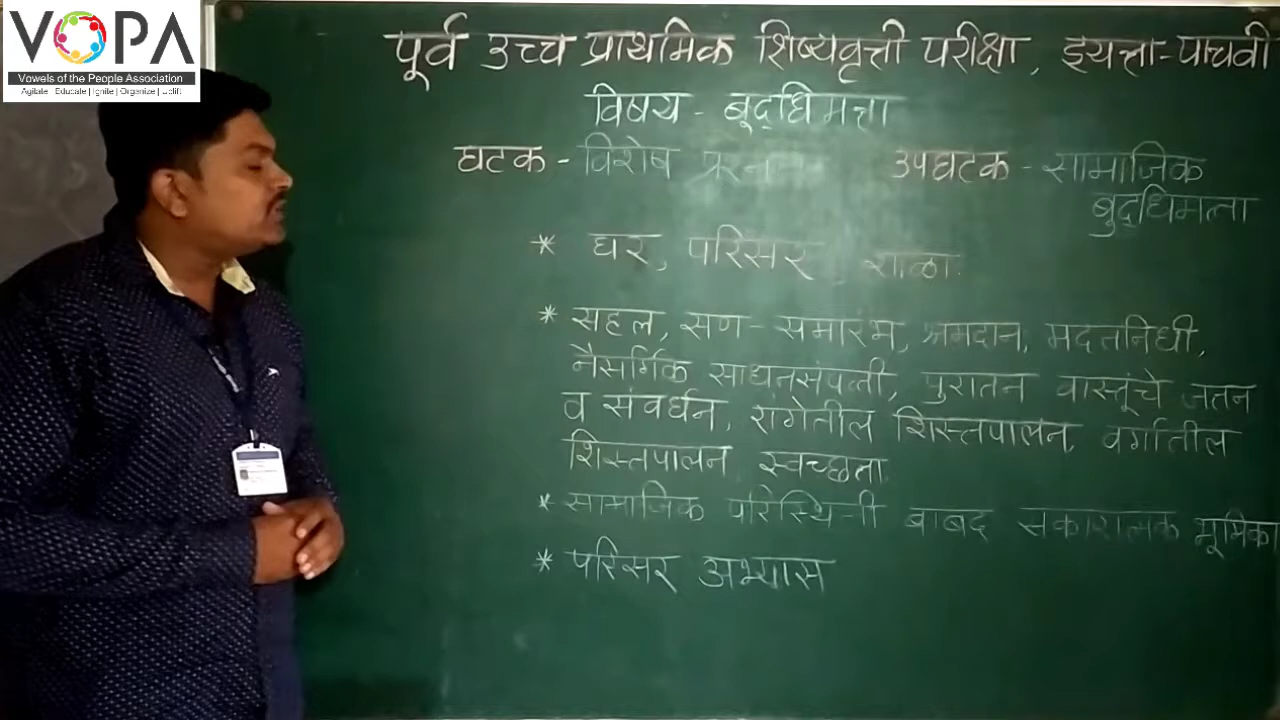 VOPA
Vowels of the People Association
Agitate | Educate | Ignite | Organize | Uplift
पूर्व उच्च प्राथमिक शिष्यवृत्ती परीक्षा, इयत्ता-पाचवी
विषय - बुद्धिमत्ता
घटक - विशेष प्रश्न उपघटक - सामाजिक
बुद्धिमत्ता
* घर, परिसर, शाळा.
* सहल, सण-समारंभ, श्रमदान, मदतनिधी,
नैसर्गिक साधनसंपत्ती, पुरातन वास्तूंचे जतन
व संवर्धन, रांगेतील शिस्तपालन, वर्गातील
शिस्तपालन, स्वच्छता
* सामाजिक परिस्थिती बाबद सकारात्मक भूमिका
* परिसर अभ्यास